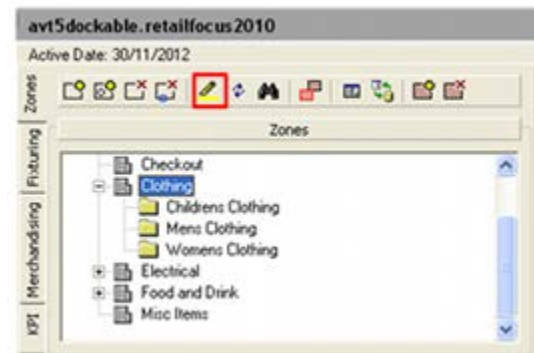 avt5dockable.retailfocus2010
Active Date: 30/11/2012
Zones
Fixturing
Merchandising
KPI
Zones
Checkout
Clothing
Childrens Clothing
Mens Clothing
Womens Clothing
Electrical
Food and Drink
Misc Items